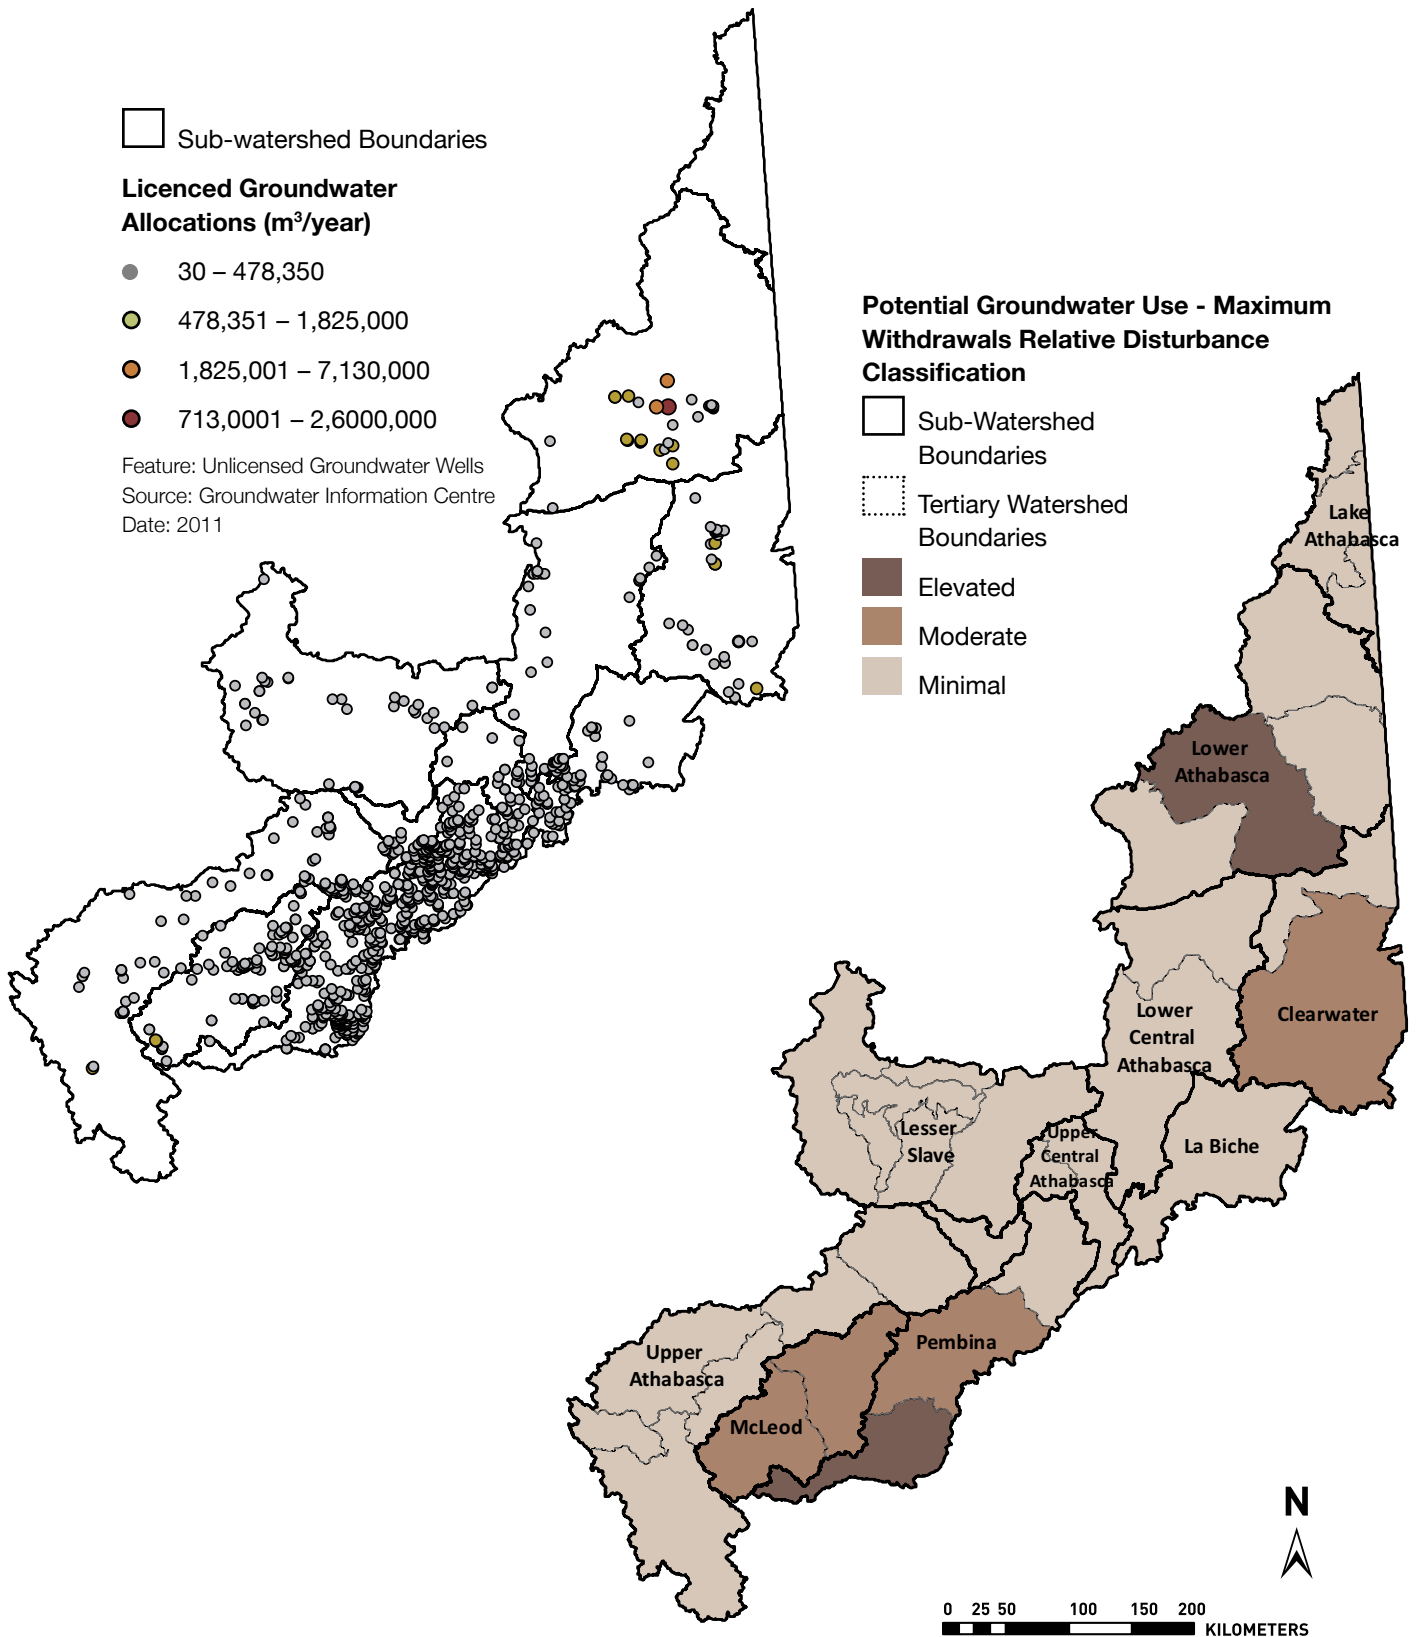 Sub-watershed Boundaries
Licenced Groundwater
Allocations (m³/year)
30 – 478,350
478,351 – 1,825,000
1,825,001 – 7,130,000
713,0001 – 2,6000,000
Feature: Unlicensed Groundwater Wells
Source: Groundwater Information Centre
Date: 2011
Potential Groundwater Use - Maximum
Withdrawals Relative Disturbance
Classification
Sub-Watershed
Boundaries
Tertiary Watershed
Boundaries
Elevated
Moderate
Minimal
Lake
Athabasca
Lower
Athabasca
Clearwater
Lower
Central
Athabasca
Lesser
Slave
Upper
Central
Athabasca
La Biche
Upper
Athabasca
Pembina
McLeod
N
0 25 50 100 150 200
KILOMETERS